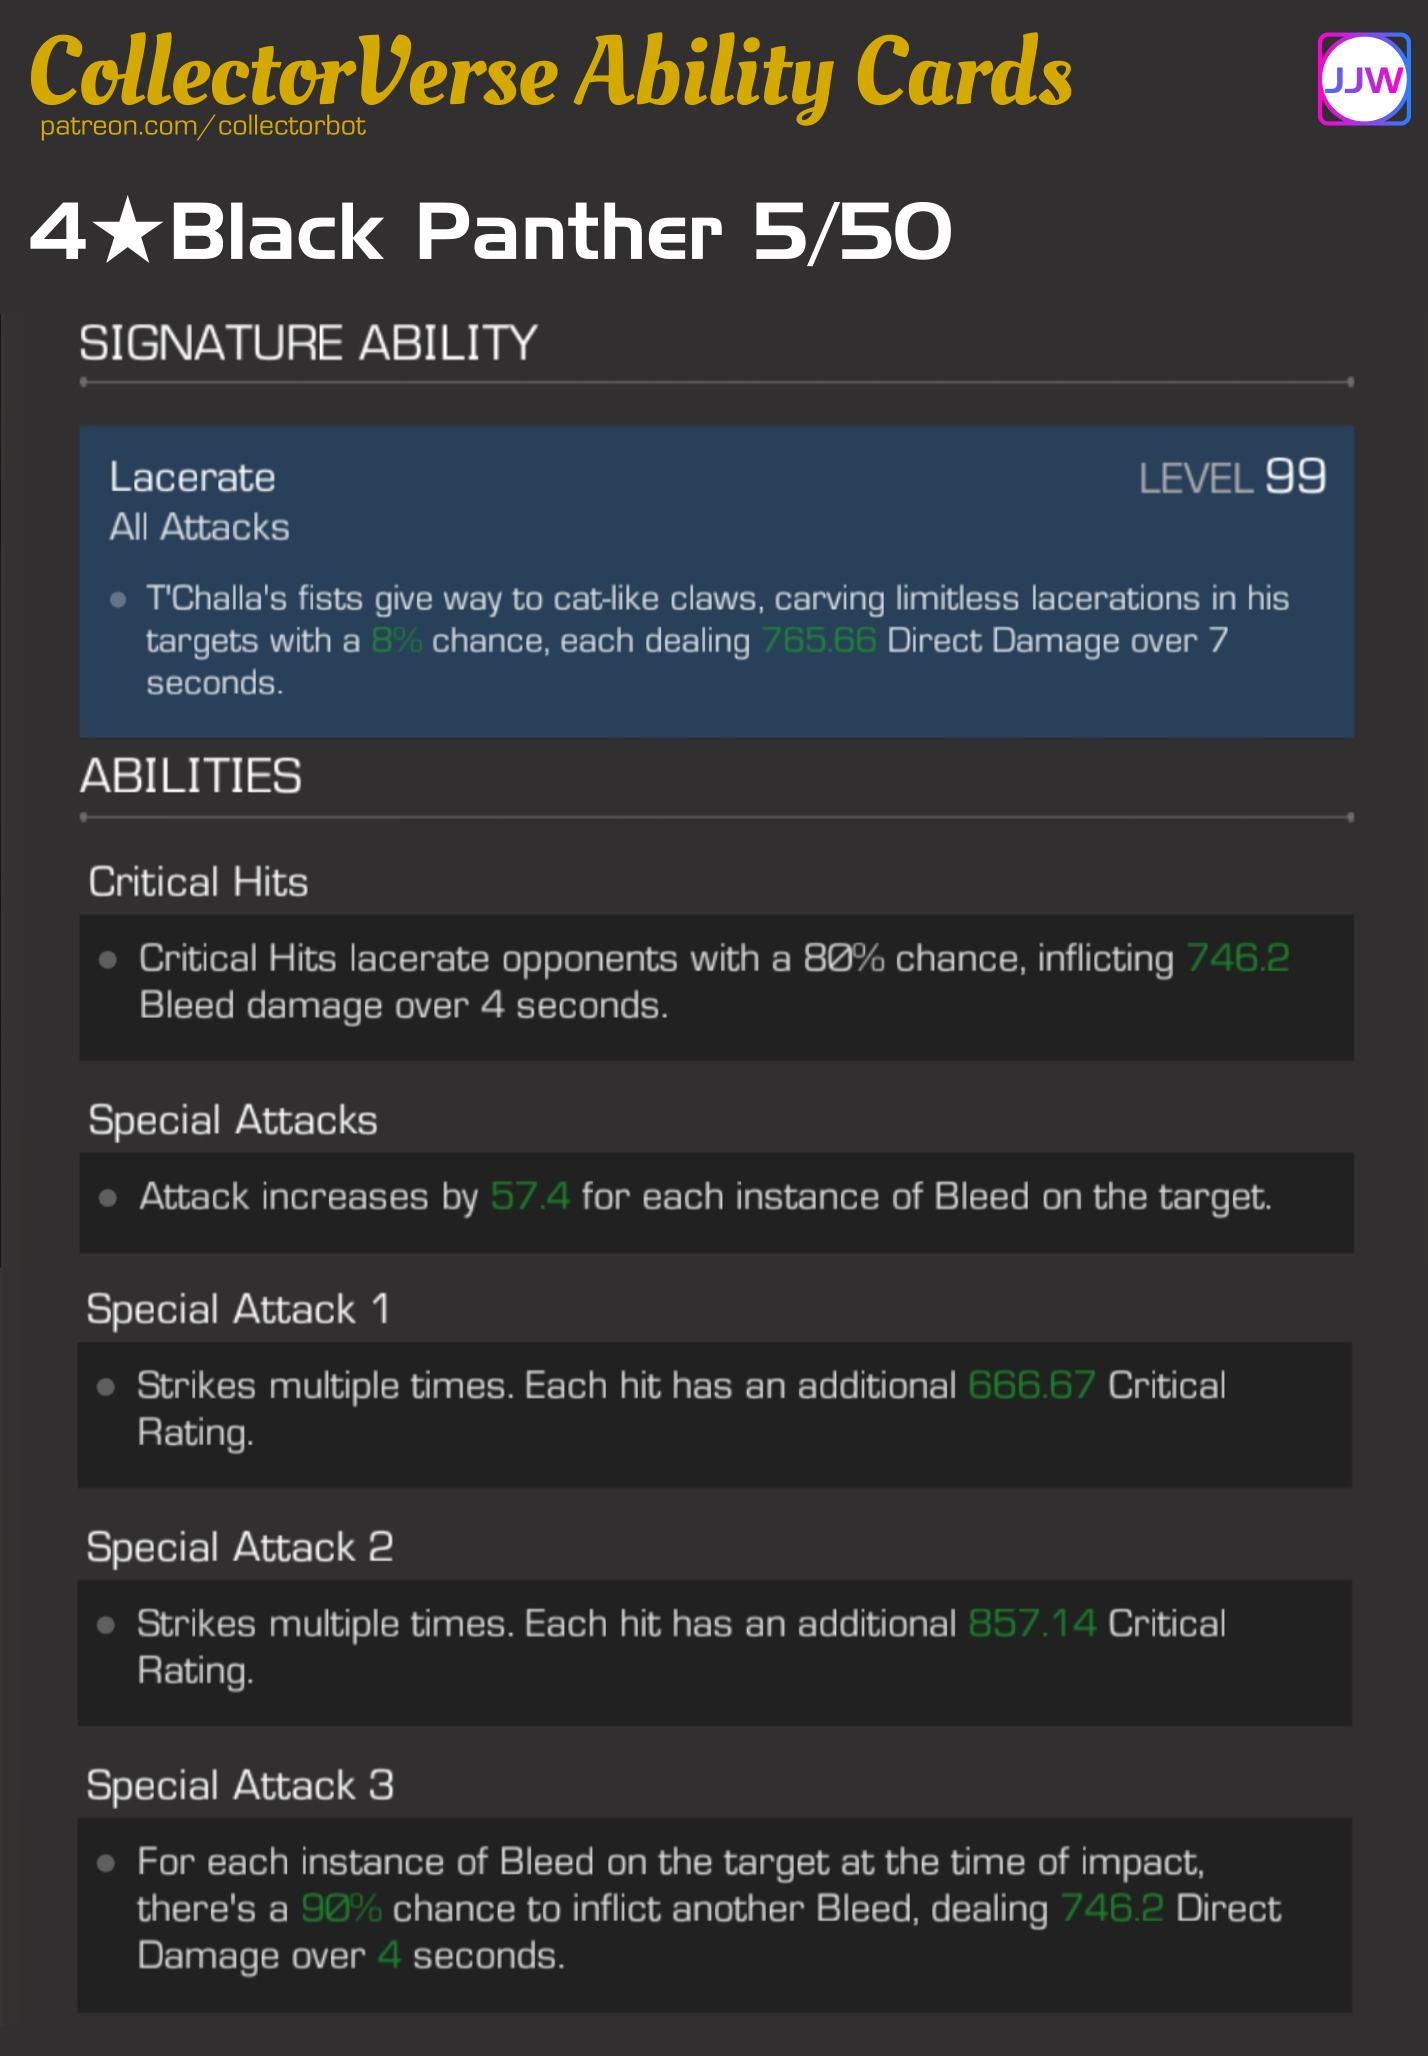 CollectorVerse Ability Cards
patreon.com/collectorbot
JJW
4★Black Panther 5/50
SIGNATURE ABILITY
Lacerate
LEVEL 99
All Attacks
T'Challa's fists give way to cat-like claws, carving limitless lacerations in his
targets with a 8% chance, each dealing 765.66 Direct Damage over 7
seconds.
ABILITIES
Critical Hits
Critical Hits lacerate opponents with a 80% chance, inflicting 746.2
Bleed damage over 4 seconds.
Special Attacks
Attack increases by 57.4 for each instance of Bleed on the target.
Special Attack 1
Strikes multiple times. Each hit has an additional 666.67 Critical
Rating.
Special Attack 2
Strikes multiple times. Each hit has an additional 857.14 Critical
Rating.
Special Attack 3
For each instance of Bleed on the target at the time of impact,
there's a 90% chance to inflict another Bleed, dealing 746.2 Direct
Damage over 4 seconds.